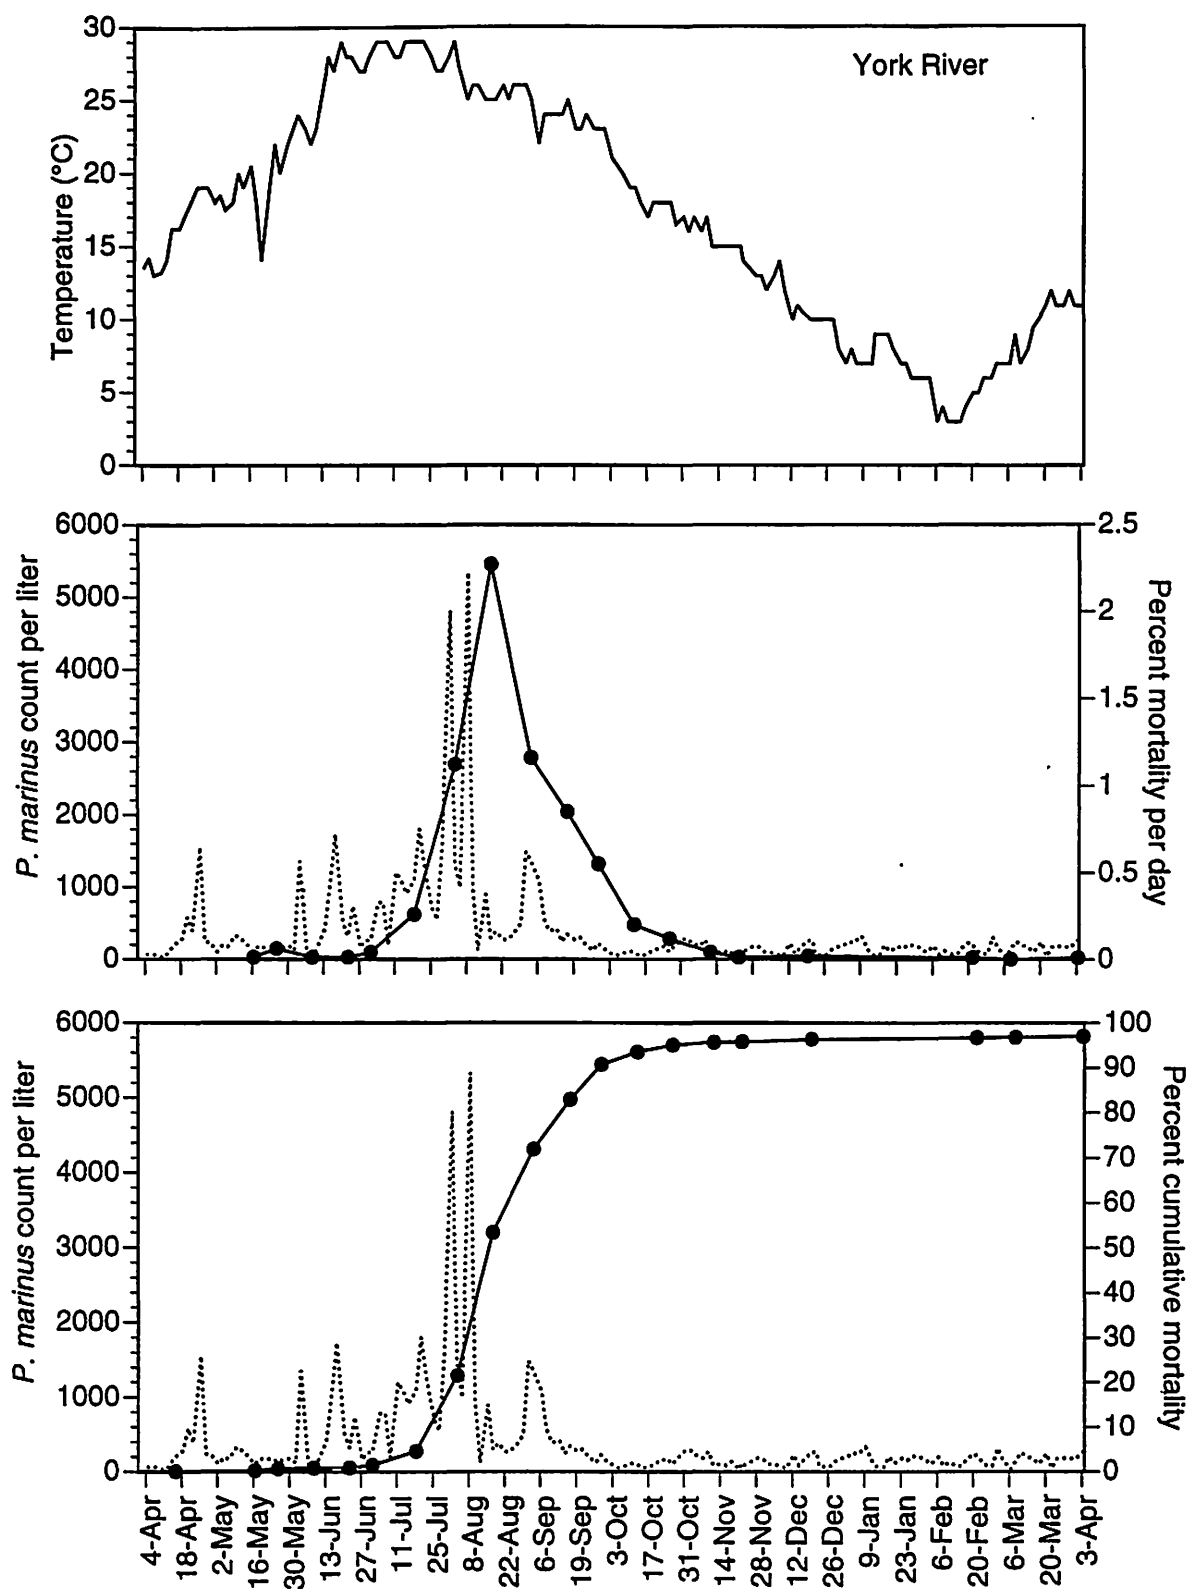 York River
Temperature (°C)
30
25
20
15
10
5
0
P. marinus count per liter
6000
5000
4000
3000
2000
1000
0
2.5
2
1.5
1
0.5
0
Percent mortality per day
P. marinus count per liter
6000
5000
4000
3000
2000
1000
0
100
90
80
70
60
50
40
30
20
10
0
Percent cumulative mortality
4-Apr
18-Apr
2-May
16-May
30-May
13-Jun
27-Jun
11-Jul
25-Jul
8-Aug
22-Aug
6-Sep
19-Sep
3-Oct
17-Oct
31-Oct
14-Nov
28-Nov
12-Dec
26-Dec
9-Jan
23-Jan
6-Feb
20-Feb
6-Mar
20-Mar
3-Apr